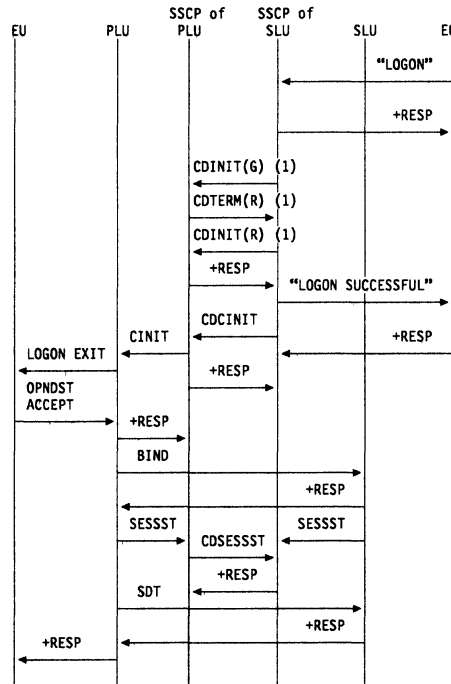 SSCP of SSCP of
EU PLU PLU SLU SLU EU
“LOGON”
+RESP
CDINIT(G) (1)
CDTERM(R) (1)
CDINIT(R) (1)
+RESP
“LOGON SUCCESSFUL”
CDCINIT
CINIT +RESP
LOGON EXIT
+RESP
OPNDST
ACCEPT
+RESP
BIND
+RESP
SESSST SESSST
CDSESSST
+RESP
SDT
+RESP
+RESP